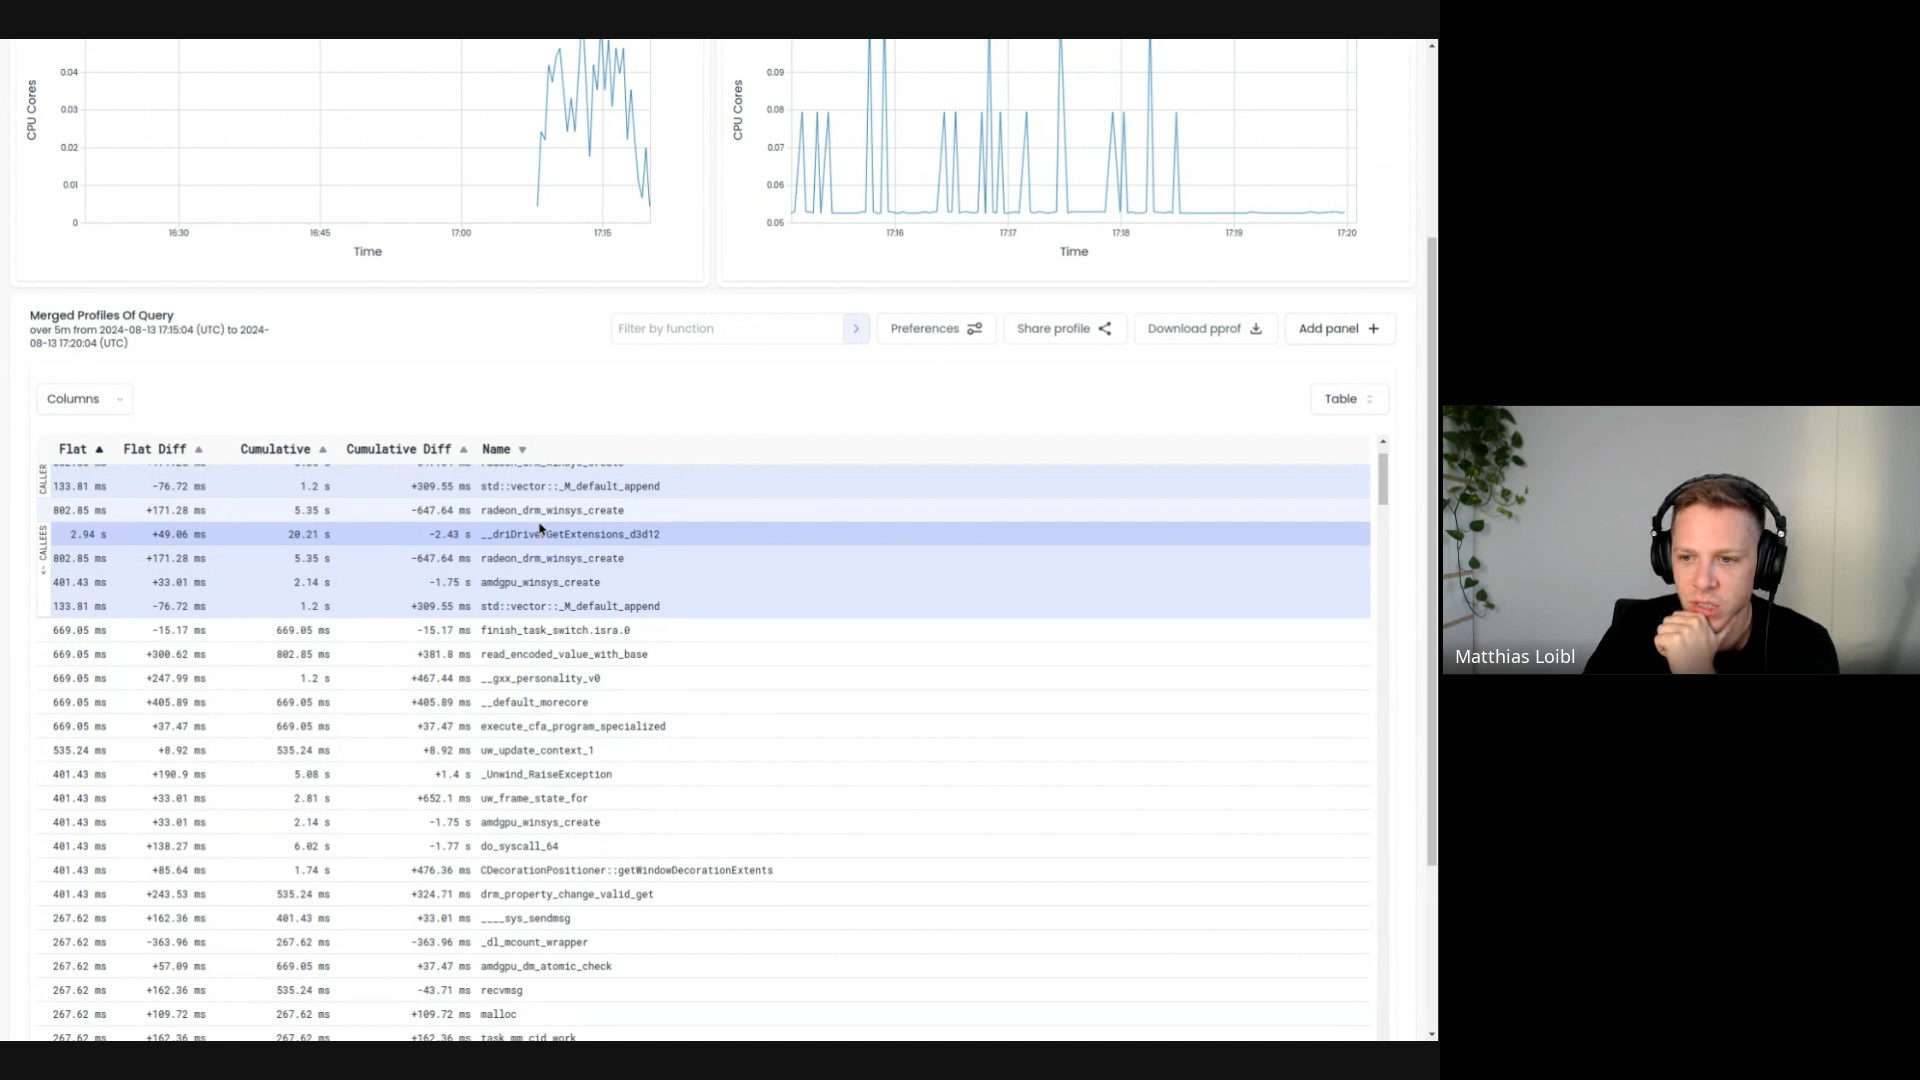 0.04
0.03
0.02
0.01
0
CPU Cores
16:30 16:45 17:00 17:15
Time
0.09
0.08
0.07
0.06
0.05
CPU Cores
17:16 17:17 17:18 17:19 17:20
Time
Merged Profiles Of Query
over 5m from 2024-08-13 17:15:04 (UTC) to 2024-
08-13 17:20:04 (UTC)
Filter by function
Preferences
Share profile
Download pprof
Add panel +
Columns
Table
Flat Flat Diff Cumulative Cumulative Diff Name
CALLER
<- CALLEES
radeon_drm_winsys_create
133.81 ms -76.72 ms 1.2 s +309.55 ms std::vector::_M_default_append
802.85 ms +171.28 ms 5.35 s -647.64 ms radeon_drm_winsys_create
2.94 s +49.06 ms 20.21 s -2.43 s __driDriverGetExtensions_d3d12
802.85 ms +171.28 ms 5.35 s -647.64 ms radeon_drm_winsys_create
401.43 ms +33.01 ms 2.14 s -1.75 s amdgpu_winsys_create
133.81 ms -76.72 ms 1.2 s +309.55 ms std::vector::_M_default_append
669.05 ms -15.17 ms 669.05 ms -15.17 ms finish_task_switch.isra.0
669.05 ms +300.62 ms 802.85 ms +381.8 ms read_encoded_value_with_base
669.05 ms +247.99 ms 1.2 s +467.44 ms __gxx_personality_v0
669.05 ms +405.89 ms 669.05 ms +405.89 ms __default_morecore
669.05 ms +37.47 ms 669.05 ms +37.47 ms execute_cfa_program_specialized
535.24 ms +8.92 ms 535.24 ms +8.92 ms uw_update_context_1
401.43 ms +190.9 ms 5.08 s +1.4 s _Unwind_RaiseException
401.43 ms +33.01 ms 2.81 s +652.1 ms uw_frame_state_for
401.43 ms +33.01 ms 2.14 s -1.75 s amdgpu_winsys_create
401.43 ms +138.27 ms 6.02 s -1.77 s do_syscall_64
401.43 ms +85.64 ms 1.74 s +476.36 ms CDecorationPositioner::getWindowDecorationExtents
401.43 ms +243.53 ms 535.24 ms +324.71 ms drm_property_change_valid_get
267.62 ms +162.36 ms 401.43 ms +33.01 ms ____sys_sendmsg
267.62 ms -363.96 ms 267.62 ms -363.96 ms _dl_mcount_wrapper
267.62 ms +57.09 ms 669.05 ms +37.47 ms amdgpu_dm_atomic_check
267.62 ms +162.36 ms 535.24 ms -43.71 ms recvmsg
267.62 ms +109.72 ms 267.62 ms +109.72 ms malloc
267.62 ms +162.36 ms 267.62 ms +162.36 ms task_mm_cid_work
Matthias Loibl